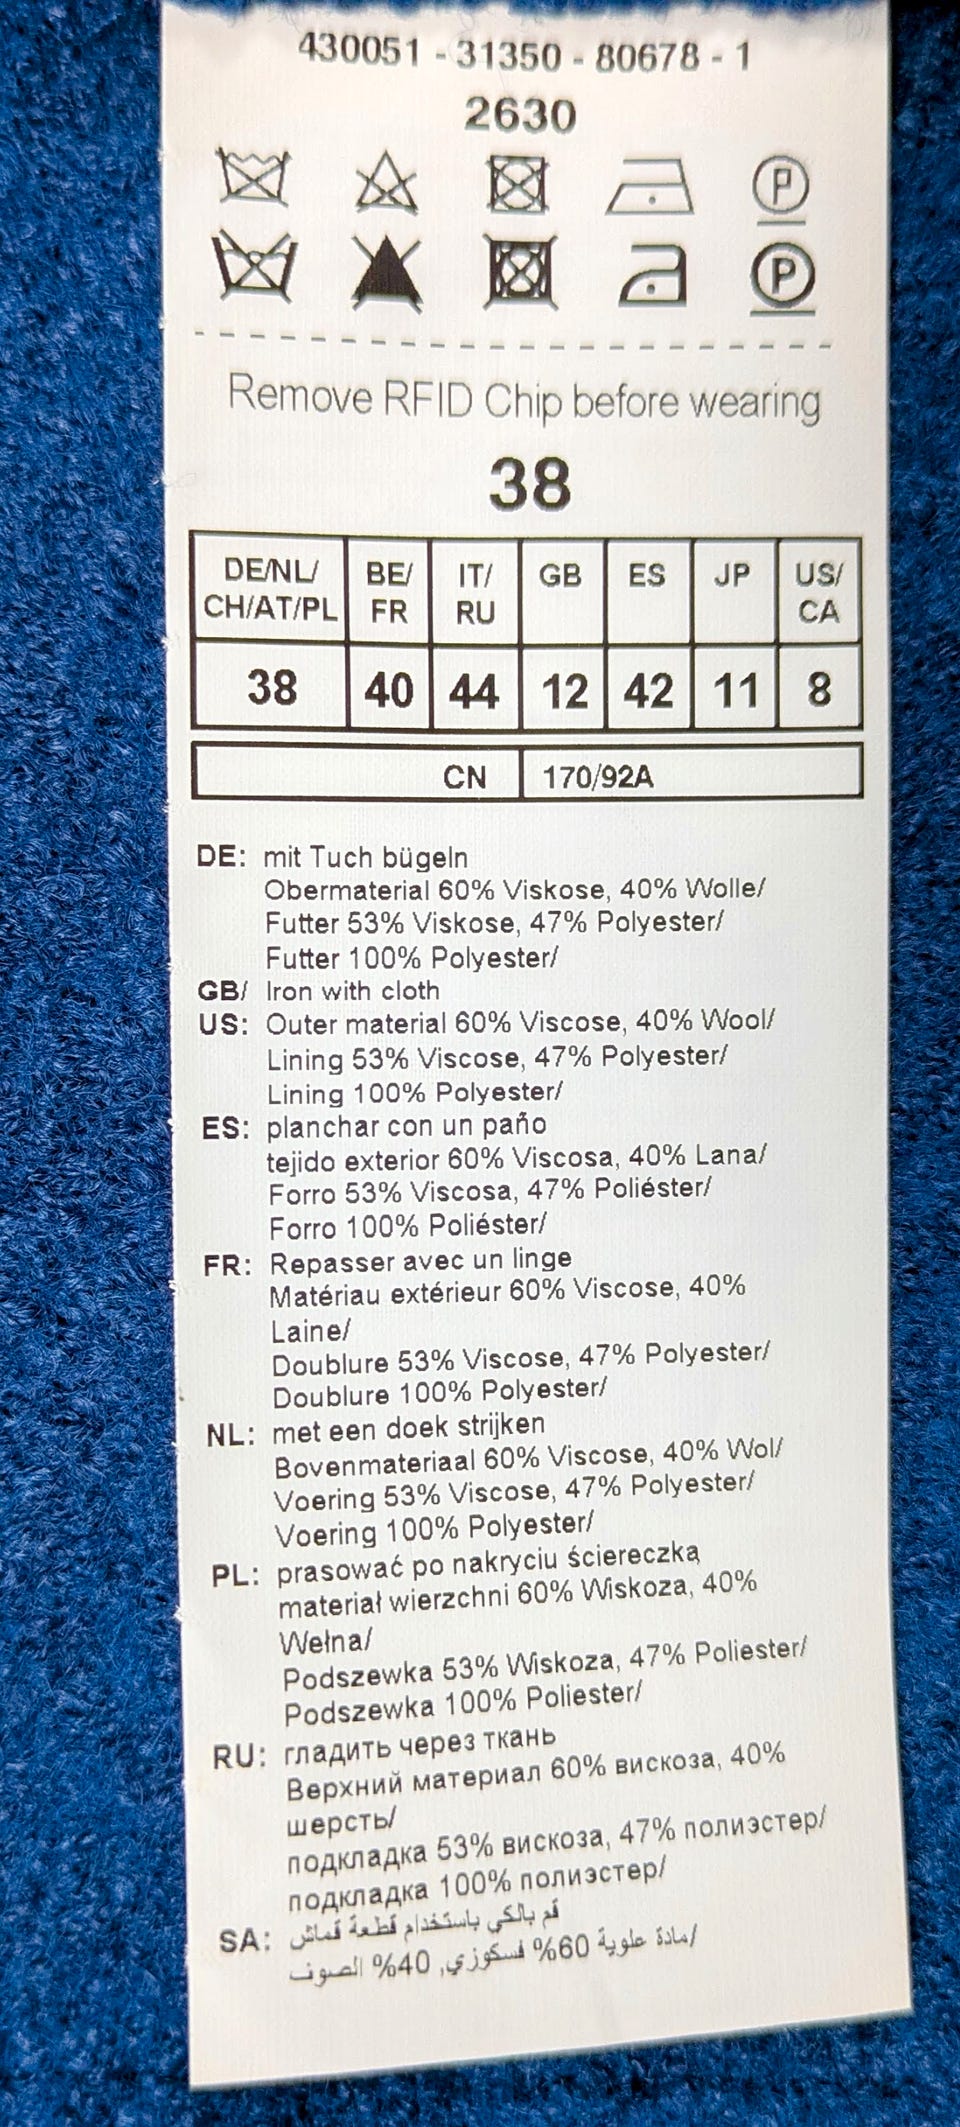 430051 - 31350 - 80678 - 1
2630
P
P
Remove RFID Chip before wearing
38
DE/NL/ CH/AT/PL BE/ FR IT/ RU GB ES JP US/ CA
38 40 44 12 42 11 8
CN 170/92A
DE: mit Tuch bügeln
Obermaterial 60% Viskose, 40% Wolle/
Futter 53% Viskose, 47% Polyester/
Futter 100% Polyester/
GB/ Iron with cloth
US: Outer material 60% Viscose, 40% Wool/
Lining 53% Viscose, 47% Polyester/
Lining 100% Polyester/
ES: planchar con un paño
tejido exterior 60% Viscosa, 40% Lana/
Forro 53% Viscosa, 47% Poliéster/
Forro 100% Poliéster/
FR: Repasser avec un linge
Matériau extérieur 60% Viscose, 40%
Laine/
Doublure 53% Viscose, 47% Polyester/
Doublure 100% Polyester/
NL: met een doek strijken
Bovenmateriaal 60% Viscose, 40% Wol/
Voering 53% Viscose, 47% Polyester/
Voering 100% Polyester/
PL: prasować po nakryciu ściereczką
materiał wierzchni 60% Wiskoza, 40%
Wełna/
Podszewka 53% Wiskoza, 47% Poliester/
Podszewka 100% Poliester/
RU: гладить через ткань
Верхний материал 60% вискоза, 40%
шерсть/
подкладка 53% вискоза, 47% полиэстер/
подкладка 100% полиэстер/
SA: قم بالكي باستخدام قطعة قماش
/مادة علوية 60% فسكوزي, 40% الصوف